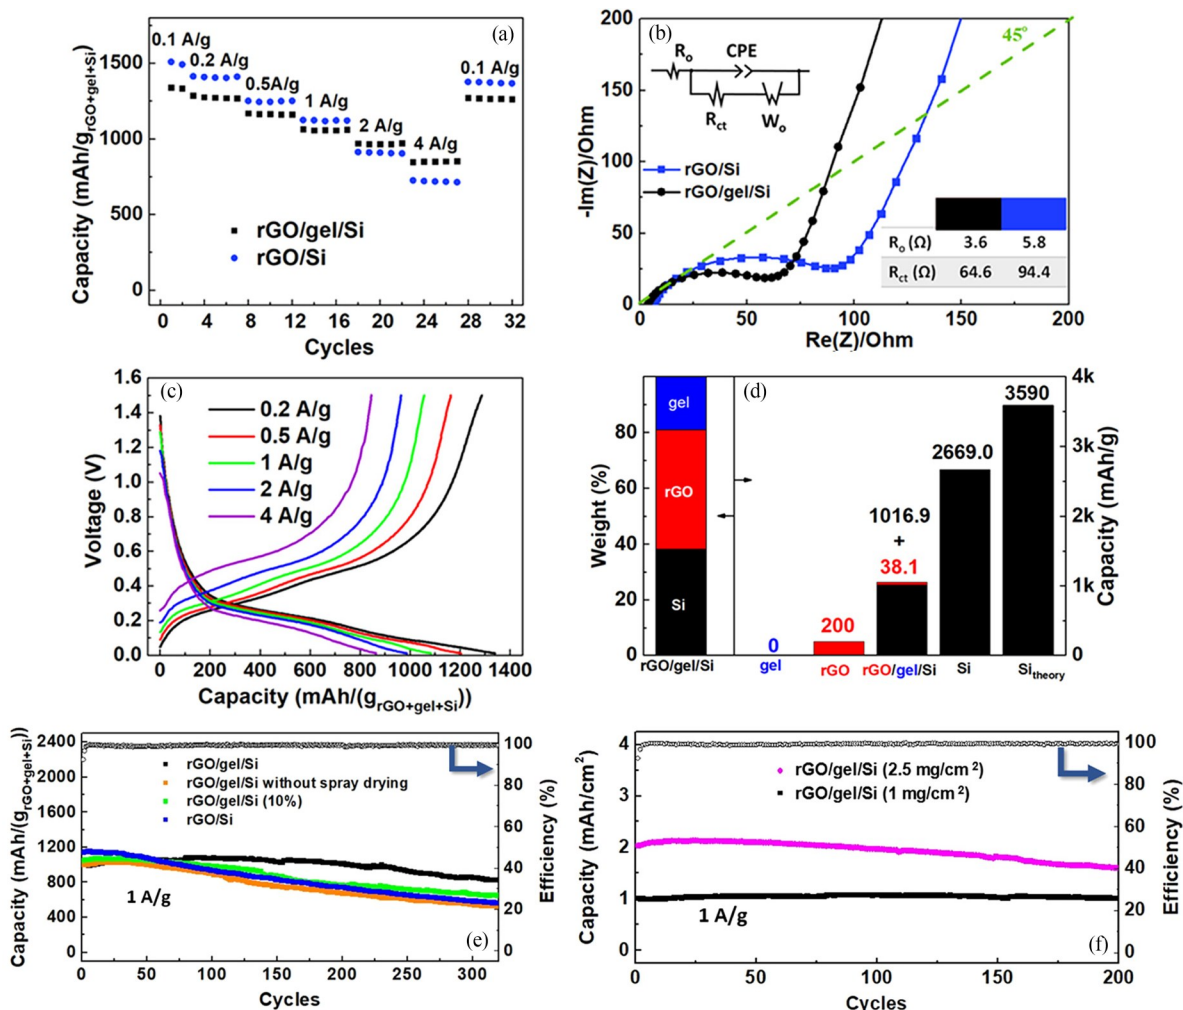 (a)
0.1 A/g
0.2 A/g
0.5A/g
1 A/g
2 A/g
4 A/g
0.1 A/g
rGO/gel/Si
rGO/Si
1500
1000
500
0
0 4 8 12 16 20 24 28 32
Cycles
Capacity (mAh/g_rGO+gel+Si)
(b)
45°
R_o CPE
R_ct W_o
rGO/Si
rGO/gel/Si
R_o (Ω) 3.6 5.8
R_ct (Ω) 64.6 94.4
200
150
100
50
0
0 50 100 150 200
Re(Z)/Ohm
-Im(Z)/Ohm
(c)
0.2 A/g
0.5 A/g
1 A/g
2 A/g
4 A/g
1.6
1.4
1.2
1.0
0.8
0.6
0.4
0.2
0.0
0 200 400 600 800 1000 1200 1400
Capacity (mAh/(g_rGO+gel+Si))
Voltage (V)
(d)
gel
rGO
Si
0
200
1016.9
+
38.1
2669.0
3590
80
60
40
20
0
4k
3k
2k
1k
0
rGO/gel/Si gel rGO rGO/gel/Si Si Si_theory
Weight (%)
Capacity (mAh/g)
(e)
rGO/gel/Si
rGO/gel/Si without spray drying
rGO/gel/Si (10%)
rGO/Si
1 A/g
2400
2000
1600
1200
800
400
0
100
80
60
40
20
0
0 50 100 150 200 250 300
Cycles
Capacity (mAh/(g_rGO+gel+Si))
Efficiency (%)
(f)
rGO/gel/Si (2.5 mg/cm²)
rGO/gel/Si (1 mg/cm²)
1 A/g
4
3
2
1
0
100
80
60
40
20
0
0 50 100 150 200
Cycles
Capacity (mAh/cm²)
Efficiency (%)